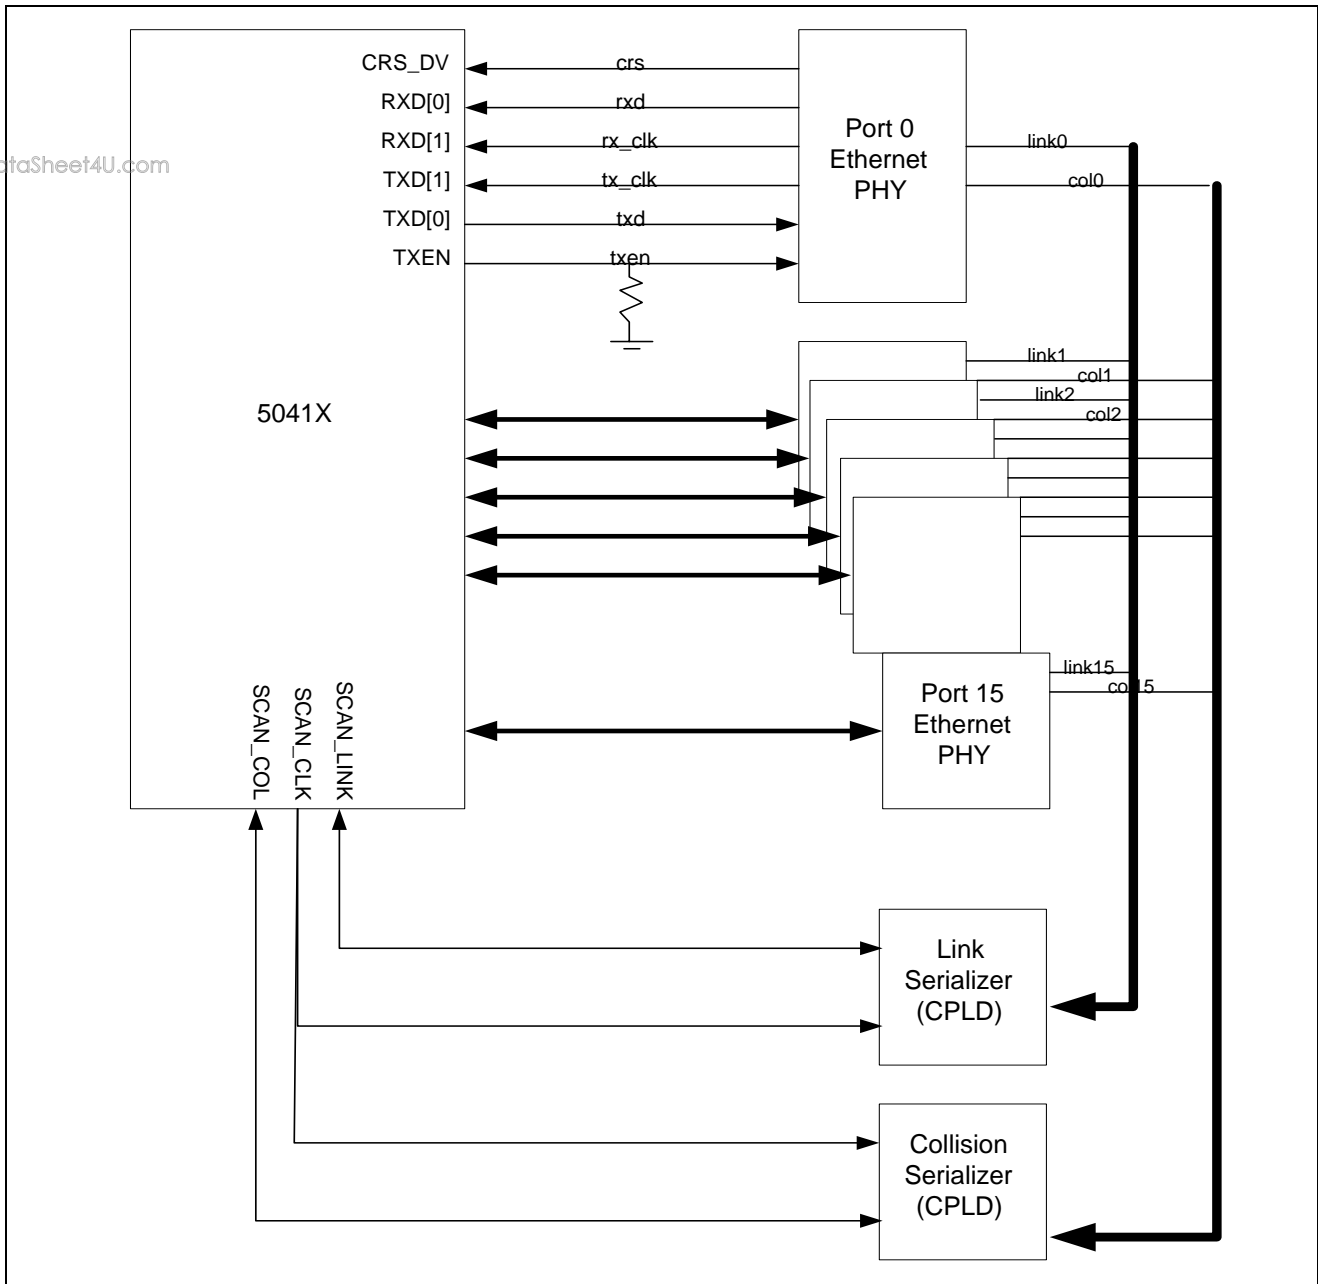 CRS_DV
crs
RXD[0]
rxd
RXD[1]
rx_clk
TXD[1]
tx_clk
TXD[0]
txd
TXEN
txen
Port 0
Ethernet
PHY
link0
col0
ataSheet4U.com
5041X
link1
col1
link2
col2
link15
col15
Port 15
Ethernet
PHY
SCAN_COL
SCAN_CLK
SCAN_LINK
Link
Serializer
(CPLD)
Collision
Serializer
(CPLD)